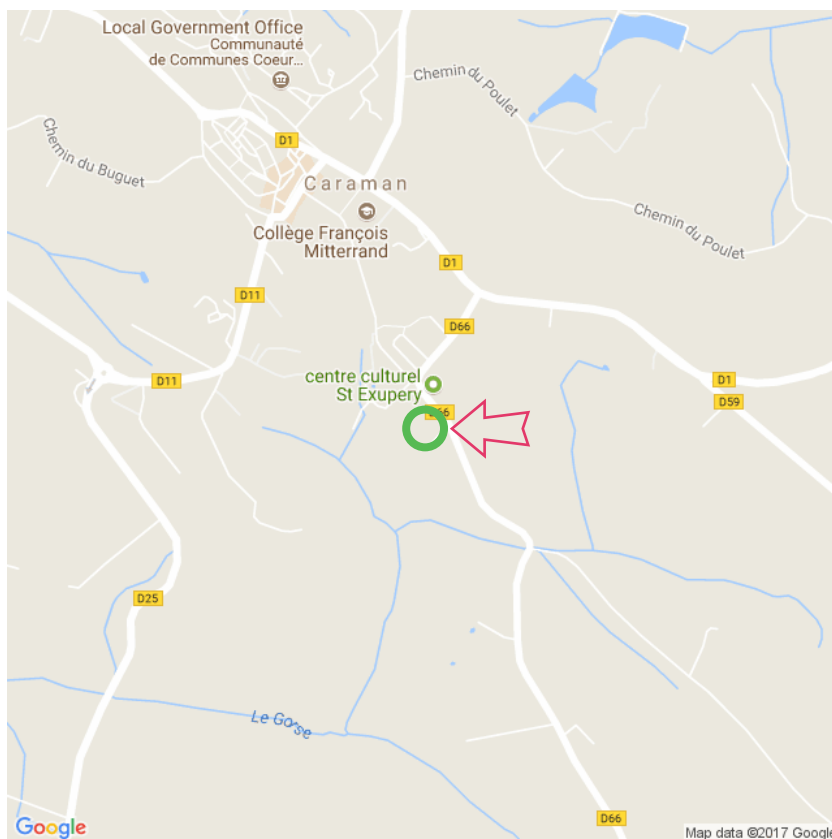 Local Government Office
Communauté
de Communes Coeur...
Chemin du Poulet
D1
Chemin du Buguet
Caraman
Collège François
Mitterrand
Chemin du Poulet
D1
D11
D66
D11
centre culturel
St Exupery
D1
D66
D59
D25
Le Gorse
D66
Google
Map data ©2017 Google